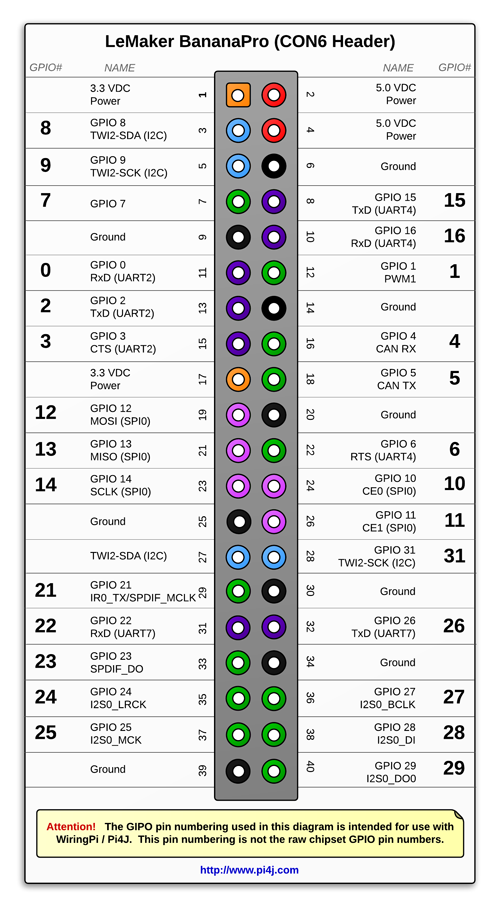 LeMaker BananaPro (CON6 Header)
GPIO# NAME NAME GPIO#
3.3 VDC
Power
1
2
5.0 VDC
Power
8
GPIO 8
TWI2-SDA (I2C)
3
4
5.0 VDC
Power
9
GPIO 9
TWI2-SCK (I2C)
5
6
Ground
7
GPIO 7
7
8
GPIO 15
TxD (UART4)
15
Ground
9
10
GPIO 16
RxD (UART4)
16
0
GPIO 0
RxD (UART2)
11
12
GPIO 1
PWM1
1
2
GPIO 2
TxD (UART2)
13
14
Ground
3
GPIO 3
CTS (UART2)
15
16
GPIO 4
CAN RX
4
3.3 VDC
Power
17
18
GPIO 5
CAN TX
5
12
GPIO 12
MOSI (SPI0)
19
20
Ground
13
GPIO 13
MISO (SPI0)
21
22
GPIO 6
RTS (UART4)
6
14
GPIO 14
SCLK (SPI0)
23
24
GPIO 10
CE0 (SPI0)
10
Ground
25
26
GPIO 11
CE1 (SPI0)
11
TWI2-SDA (I2C)
27
28
GPIO 31
TWI2-SCK (I2C)
31
21
GPIO 21
IR0_TX/SPDIF_MCLK
29
30
Ground
22
GPIO 22
RxD (UART7)
31
32
GPIO 26
TxD (UART7)
26
23
GPIO 23
SPDIF_DO
33
34
Ground
24
GPIO 24
I2S0_LRCK
35
36
GPIO 27
I2S0_BCLK
27
25
GPIO 25
I2S0_MCK
37
38
GPIO 28
I2S0_DI
28
Ground
39
40
GPIO 29
I2S0_DO0
29
Attention! The GIPO pin numbering used in this diagram is intended for use with
WiringPi / Pi4J. This pin numbering is not the raw chipset GPIO pin numbers.
http://www.pi4j.com